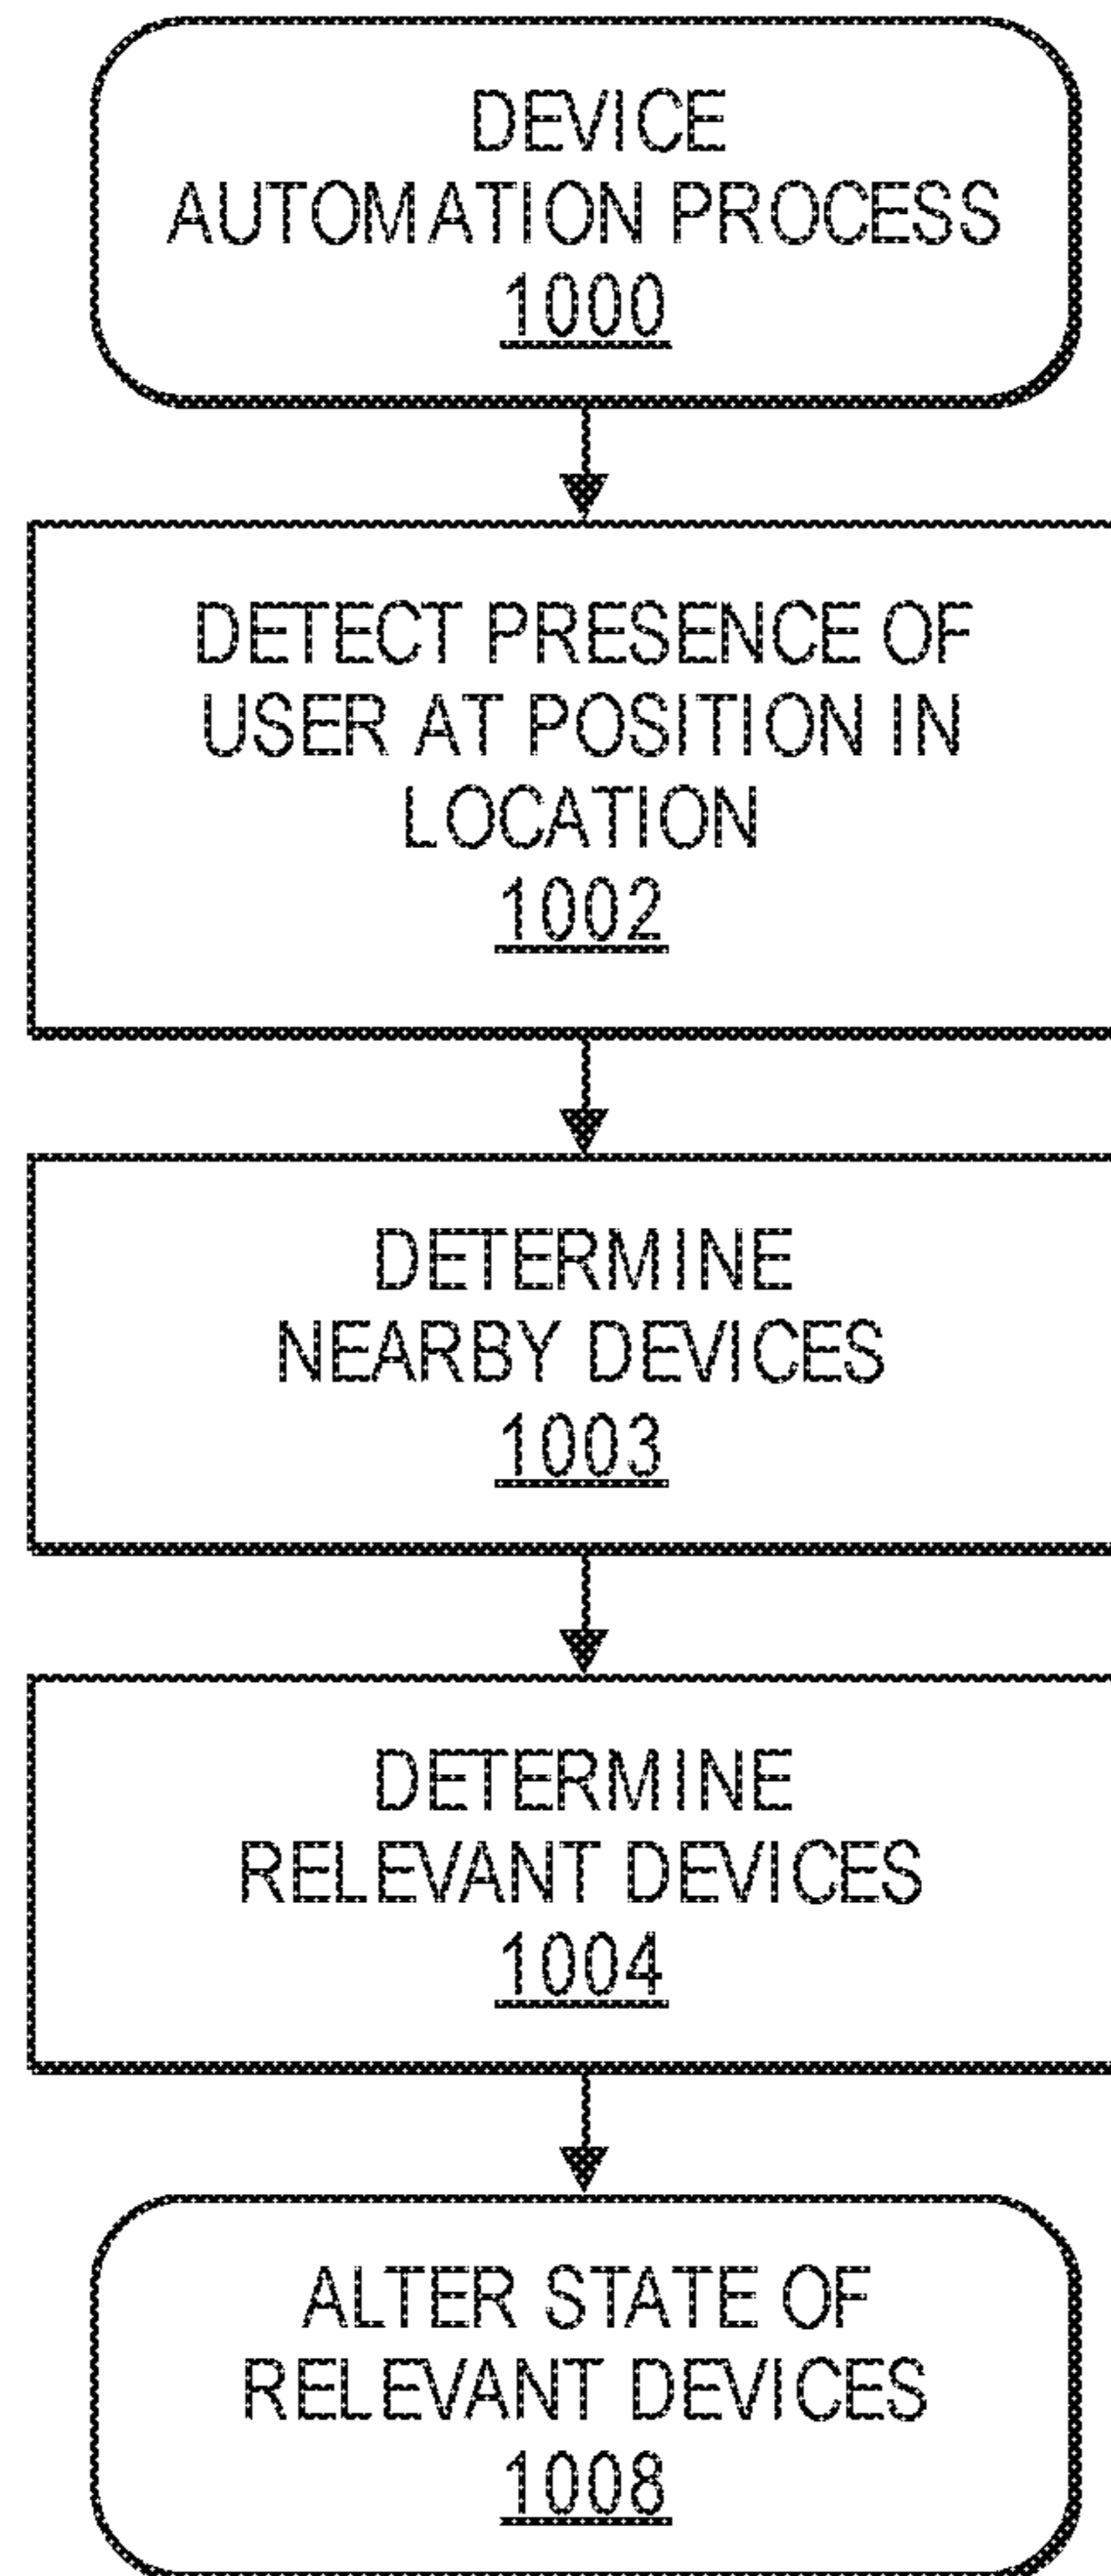 DEVICE
AUTOMATION PROCESS
1000
DETECT PRESENCE OF
USER AT POSITION IN
LOCATION
1002
DETERMINE
NEARBY DEVICES
1003
DETERMINE
RELEVANT DEVICES
1004
ALTER STATE OF
RELEVANT DEVICES
1008